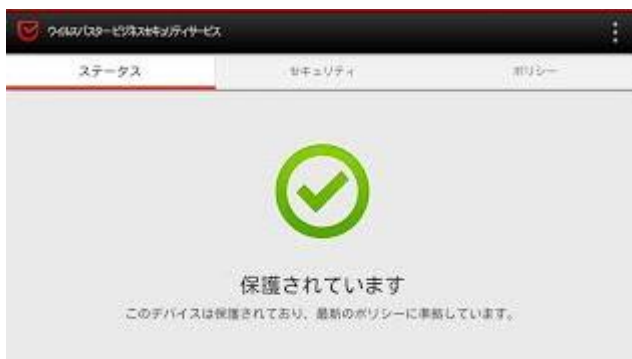 ウイルスバスター ビジネスセキュリティサービス
ステータス
セキュリティ
ポリシー
保護されています
このデバイスは保護されており、最新のポリシーに準拠しています。